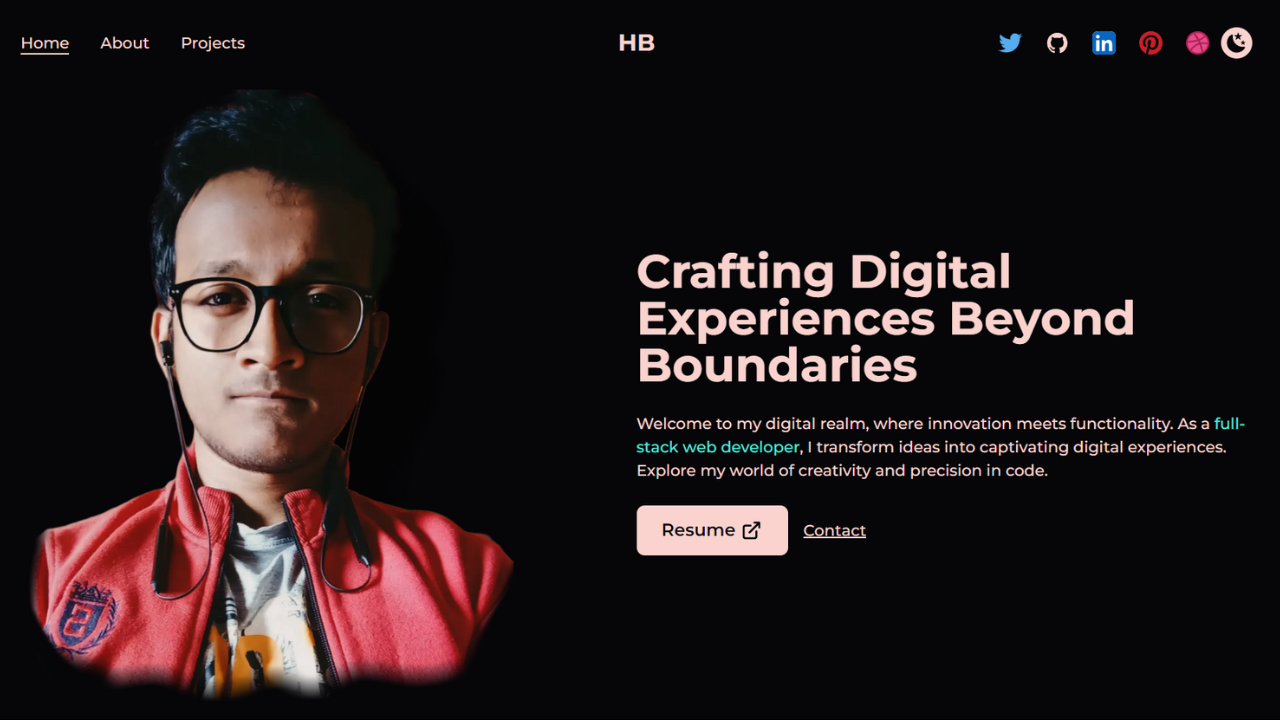 Home About Projects
HB
in
Crafting Digital
Experiences Beyond
Boundaries
Welcome to my digital realm, where innovation meets functionality. As a full-
stack web developer, I transform ideas into captivating digital experiences.
Explore my world of creativity and precision in code.
Resume
Contact